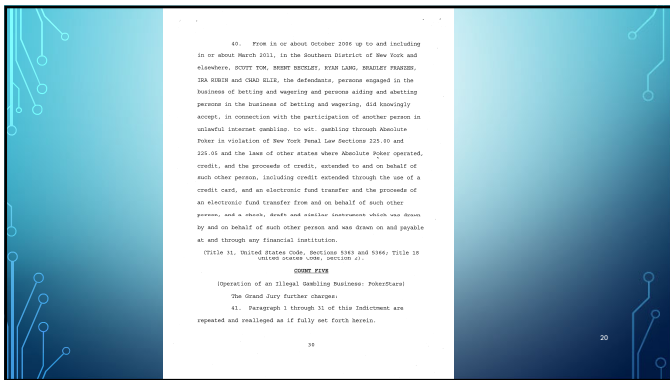 40. From in or about October 2006 up to and including
in or about March 2011, in the Southern District of New York and
elsewhere, SCOTT TOM, BRENT BECKLEY, RYAN LANG, BRADLEY FRANZEN,
IRA RUBIN and CHAD ELIE, the defendants, persons engaged in the
business of betting and wagering and persons aiding and abetting
persons in the business of betting and wagering, did knowingly
accept, in connection with the participation of another person in
unlawful internet gambling, to wit, gambling through Absolute
Poker in violation of New York Penal Law Sections 225.00 and
225.05 and the laws of other states where Absolute Poker operated,
credit, and the proceeds of credit, extended to and on behalf of
such other person, including credit extended through the use of a
credit card, and an electronic fund transfer and the proceeds of
an electronic fund transfer from and on behalf of such other
person, and a check, draft and similar instrument which was drawn
by and on behalf of such other person and was drawn on and payable
at and through any financial institution.
(Title 31, United States Code, Sections 5363 and 5366; Title 18
United States Code, Section 2).
COUNT FIVE
(Operation of an Illegal Gambling Business: PokerStars)
The Grand Jury further charges:
41. Paragraph 1 through 31 of this Indictment are
repeated and realleged as if fully set forth herein.
30
20